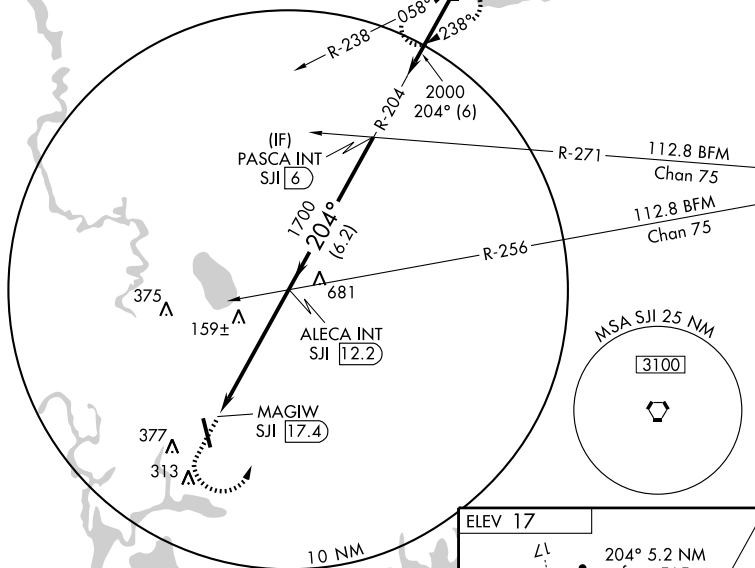 058°
R-238
238°
R-204
2000
204° (6)
(IF)
PASCA INT
SJI 6
R-271
112.8 BFM
Chan 75
1700
204°
(6.2)
112.8 BFM
Chan 75
R-256
681
375
159±
ALECA INT
SJI 12.2
MSA SJI 25 NM
3100
MAGIW
SJI 17.4
377
313
10 NM
ELEV 17
17
204° 5.2 NM